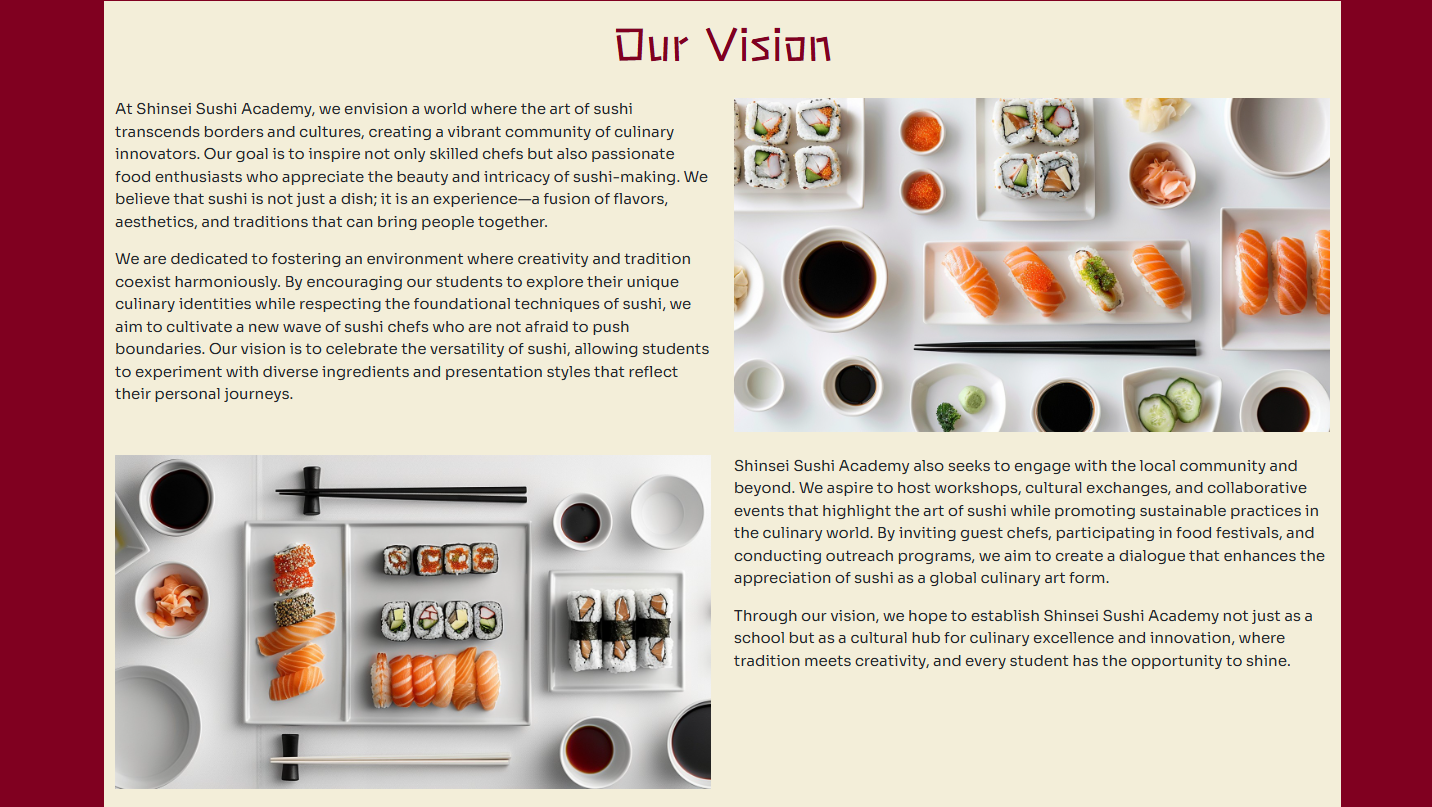 Our Vision
At Shinsei Sushi Academy, we envision a world where the art of sushi
transcends borders and cultures, creating a vibrant community of culinary
innovators. Our goal is to inspire not only skilled chefs but also passionate
food enthusiasts who appreciate the beauty and intricacy of sushi-making. We
believe that sushi is not just a dish; it is an experience—a fusion of flavors,
aesthetics, and traditions that can bring people together.
We are dedicated to fostering an environment where creativity and tradition
coexist harmoniously. By encouraging our students to explore their unique
culinary identities while respecting the foundational techniques of sushi, we
aim to cultivate a new wave of sushi chefs who are not afraid to push
boundaries. Our vision is to celebrate the versatility of sushi, allowing students
to experiment with diverse ingredients and presentation styles that reflect
their personal journeys.
Shinsei Sushi Academy also seeks to engage with the local community and
beyond. We aspire to host workshops, cultural exchanges, and collaborative
events that highlight the art of sushi while promoting sustainable practices in
the culinary world. By inviting guest chefs, participating in food festivals, and
conducting outreach programs, we aim to create a dialogue that enhances the
appreciation of sushi as a global culinary art form.
Through our vision, we hope to establish Shinsei Sushi Academy not just as a
school but as a cultural hub for culinary excellence and innovation, where
tradition meets creativity, and every student has the opportunity to shine.